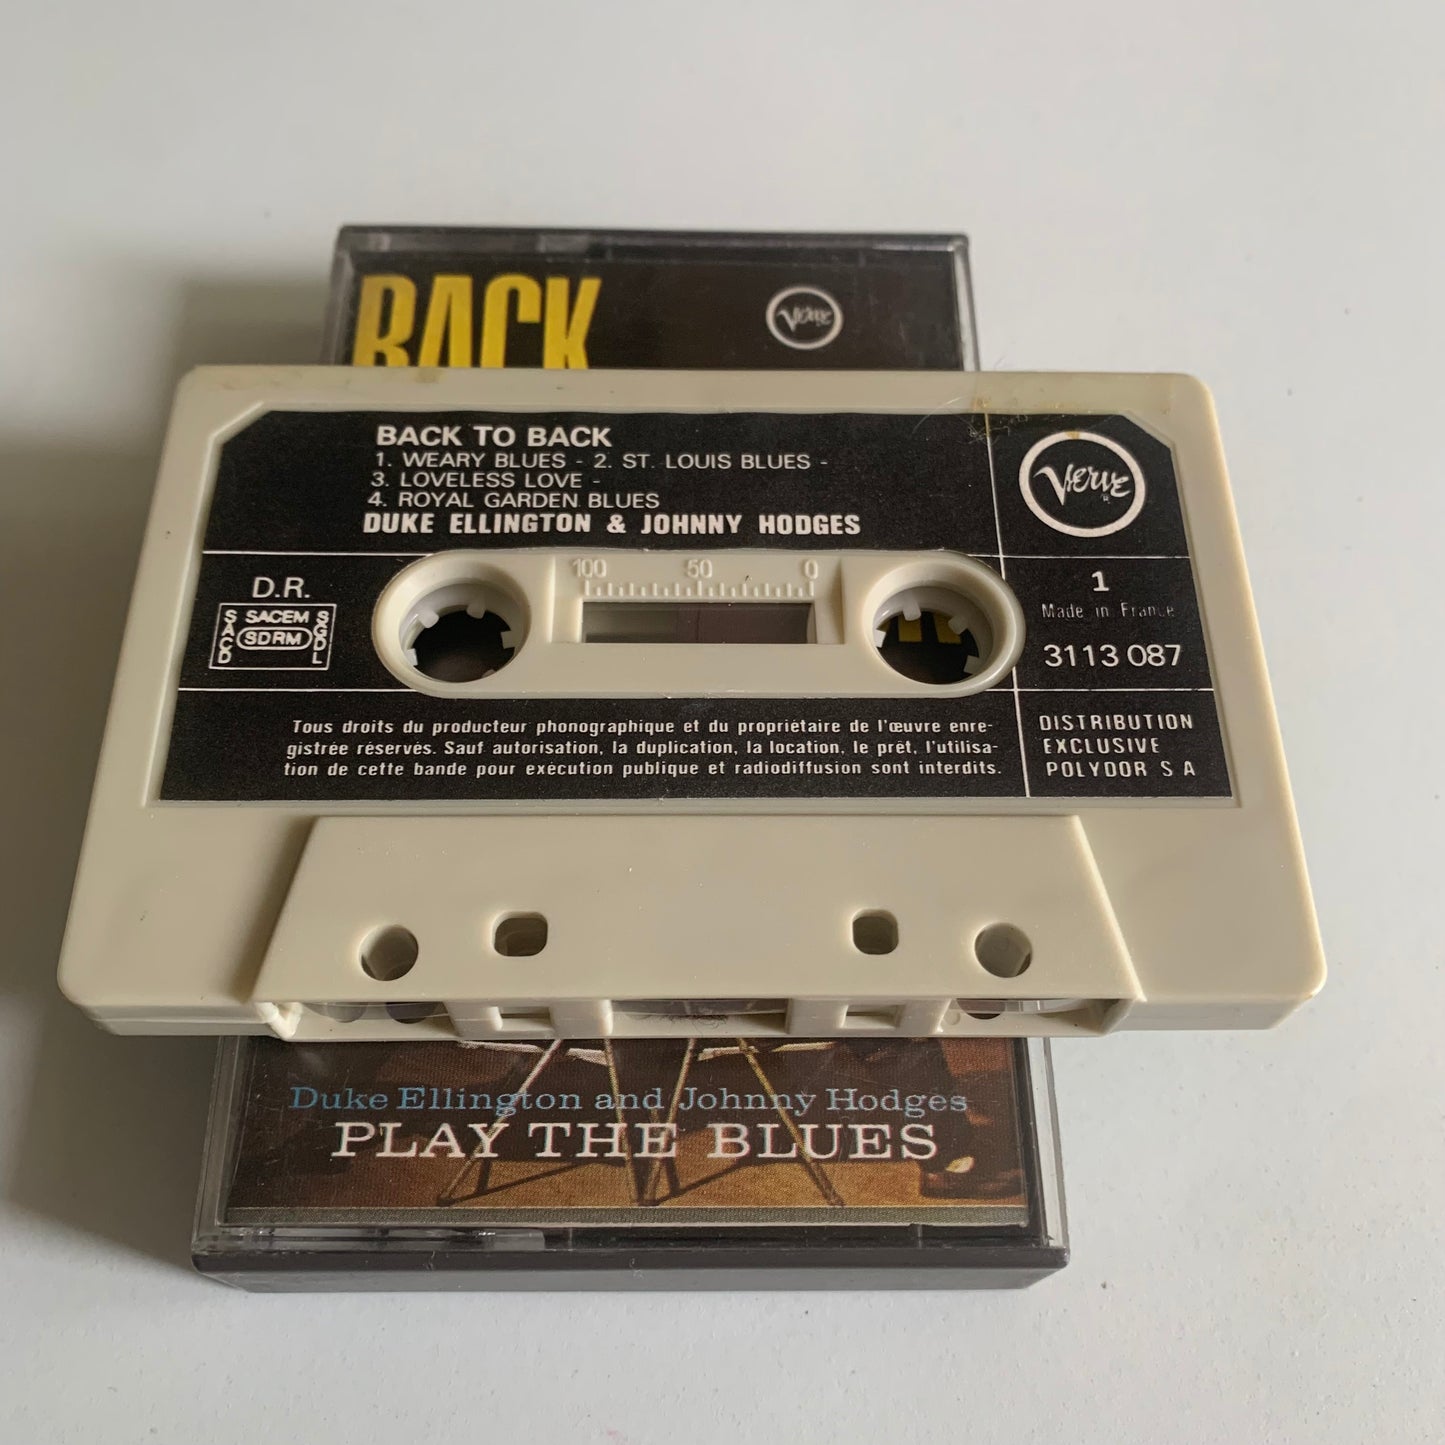 BACK
Verve
BACK TO BACK
1. WEARY BLUES - 2. ST. LOUIS BLUES -
3. LOVELESS LOVE -
4. ROYAL GARDEN BLUES
DUKE ELLINGTON & JOHNNY HODGES
Verve
100 50 0
D.R.
SACEM
SACD
SDRM
SGDL
1
Made in France
3113 087
Tous droits du producteur phonographique et du propriétaire de l'œuvre enre-
gistrée réservés. Sauf autorisation, la duplication, la location, le prêt, l'utilisa-
tion de cette bande pour exécution publique et radiodiffusion sont interdits.
DISTRIBUTION
EXCLUSIVE
POLYDOR S A
Duke Ellington and Johnny Hodges
PLAY THE BLUES